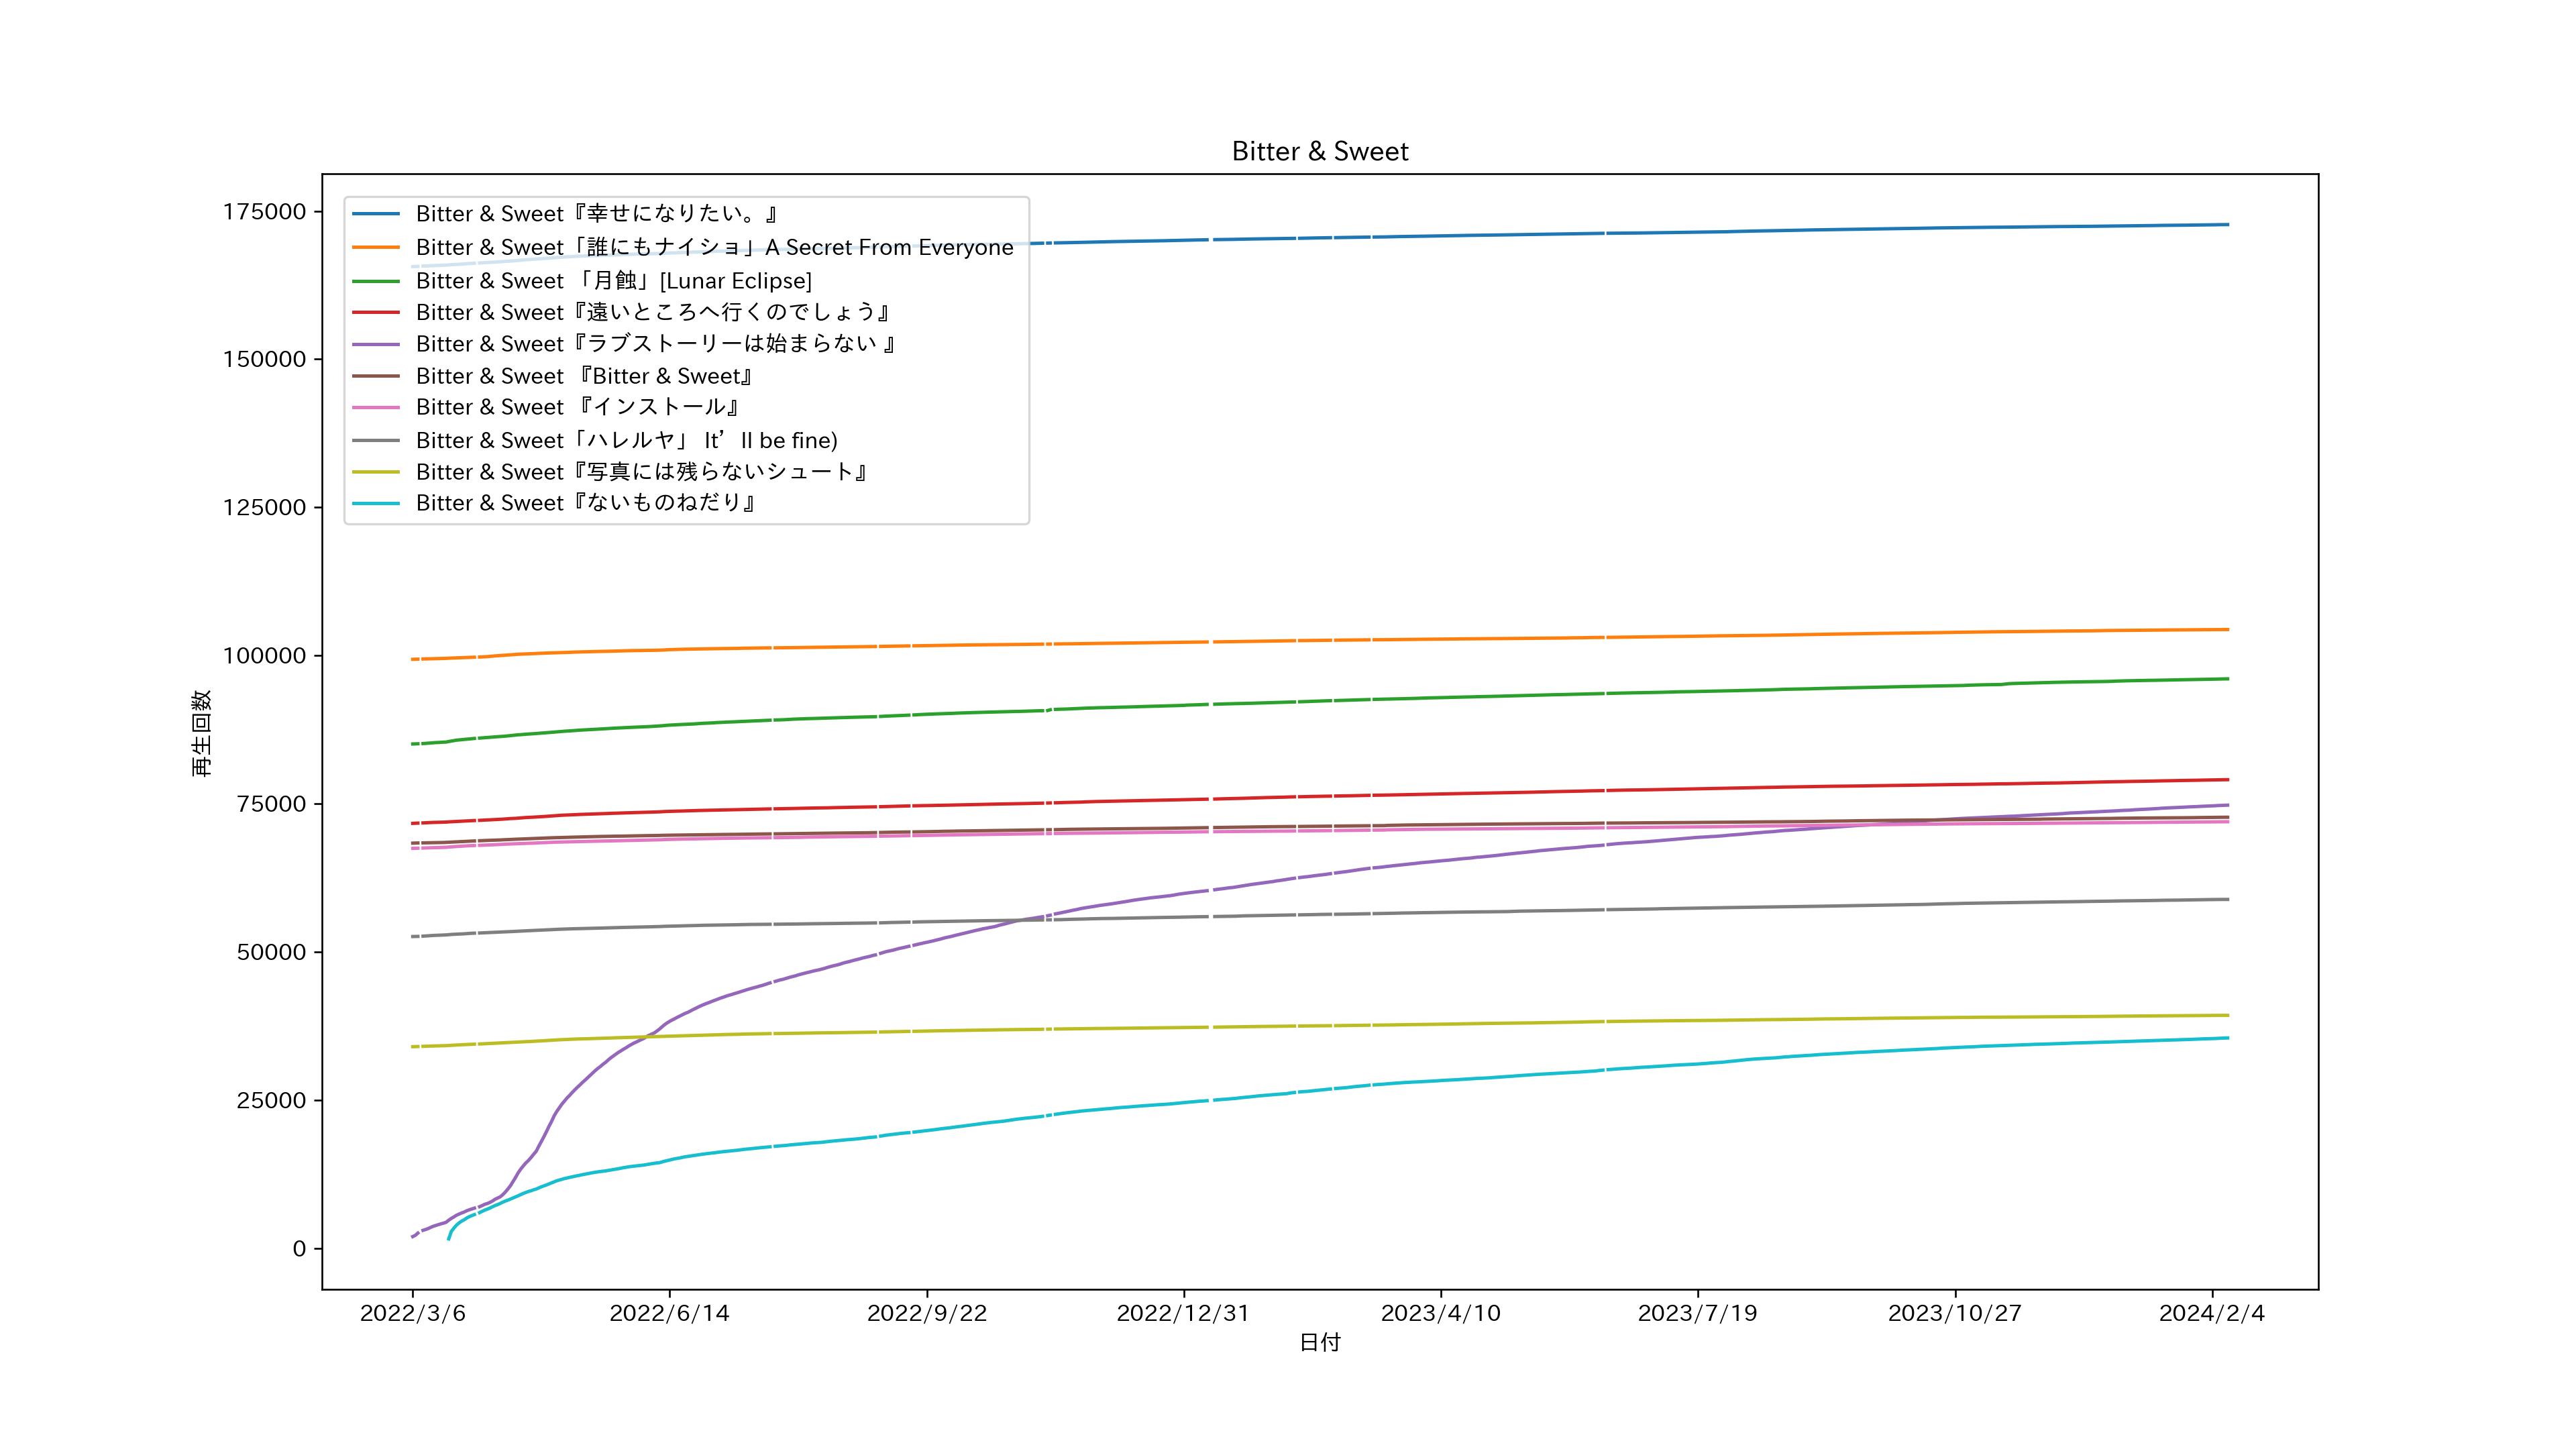 Bitter & Sweet
175000
150000
125000
100000
75000
50000
25000
0
再生回数
Bitter & Sweet『幸せになりたい。』
Bitter & Sweet「誰にもナイショ」A Secret From Everyone
Bitter & Sweet 「月蝕」[Lunar Eclipse]
Bitter & Sweet『遠いところへ行くのでしょう』
Bitter & Sweet『ラブストーリーは始まらない 』
Bitter & Sweet 『Bitter & Sweet』
Bitter & Sweet 『インストール』
Bitter & Sweet「ハレルヤ」 It’ll be fine)
Bitter & Sweet『写真には残らないシュート』
Bitter & Sweet『ないものねだり』
2022/3/6 2022/6/14 2022/9/22 2022/12/31 2023/4/10 2023/7/19 2023/10/27 2024/2/4
日付